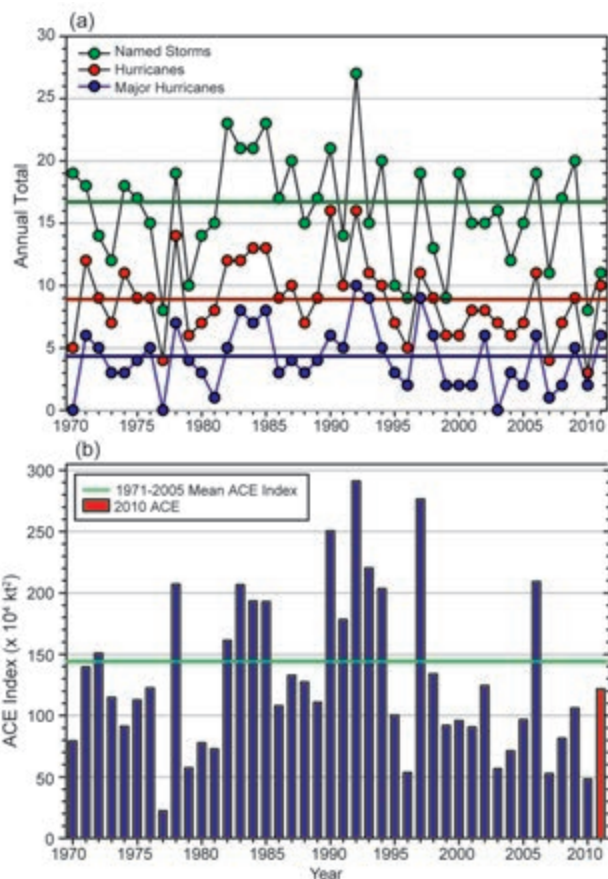 (a)
30
25
20
15
10
5
0
Annual Total
Named Storms
Hurricanes
Major Hurricanes
1970 1975 1980 1985 1990 1995 2000 2005 2010
(b)
300
250
200
150
100
50
0
ACE Index (x 10⁴ kt²)
1971-2005 Mean ACE Index
2010 ACE
1970 1975 1980 1985 1990 1995 2000 2005 2010
Year